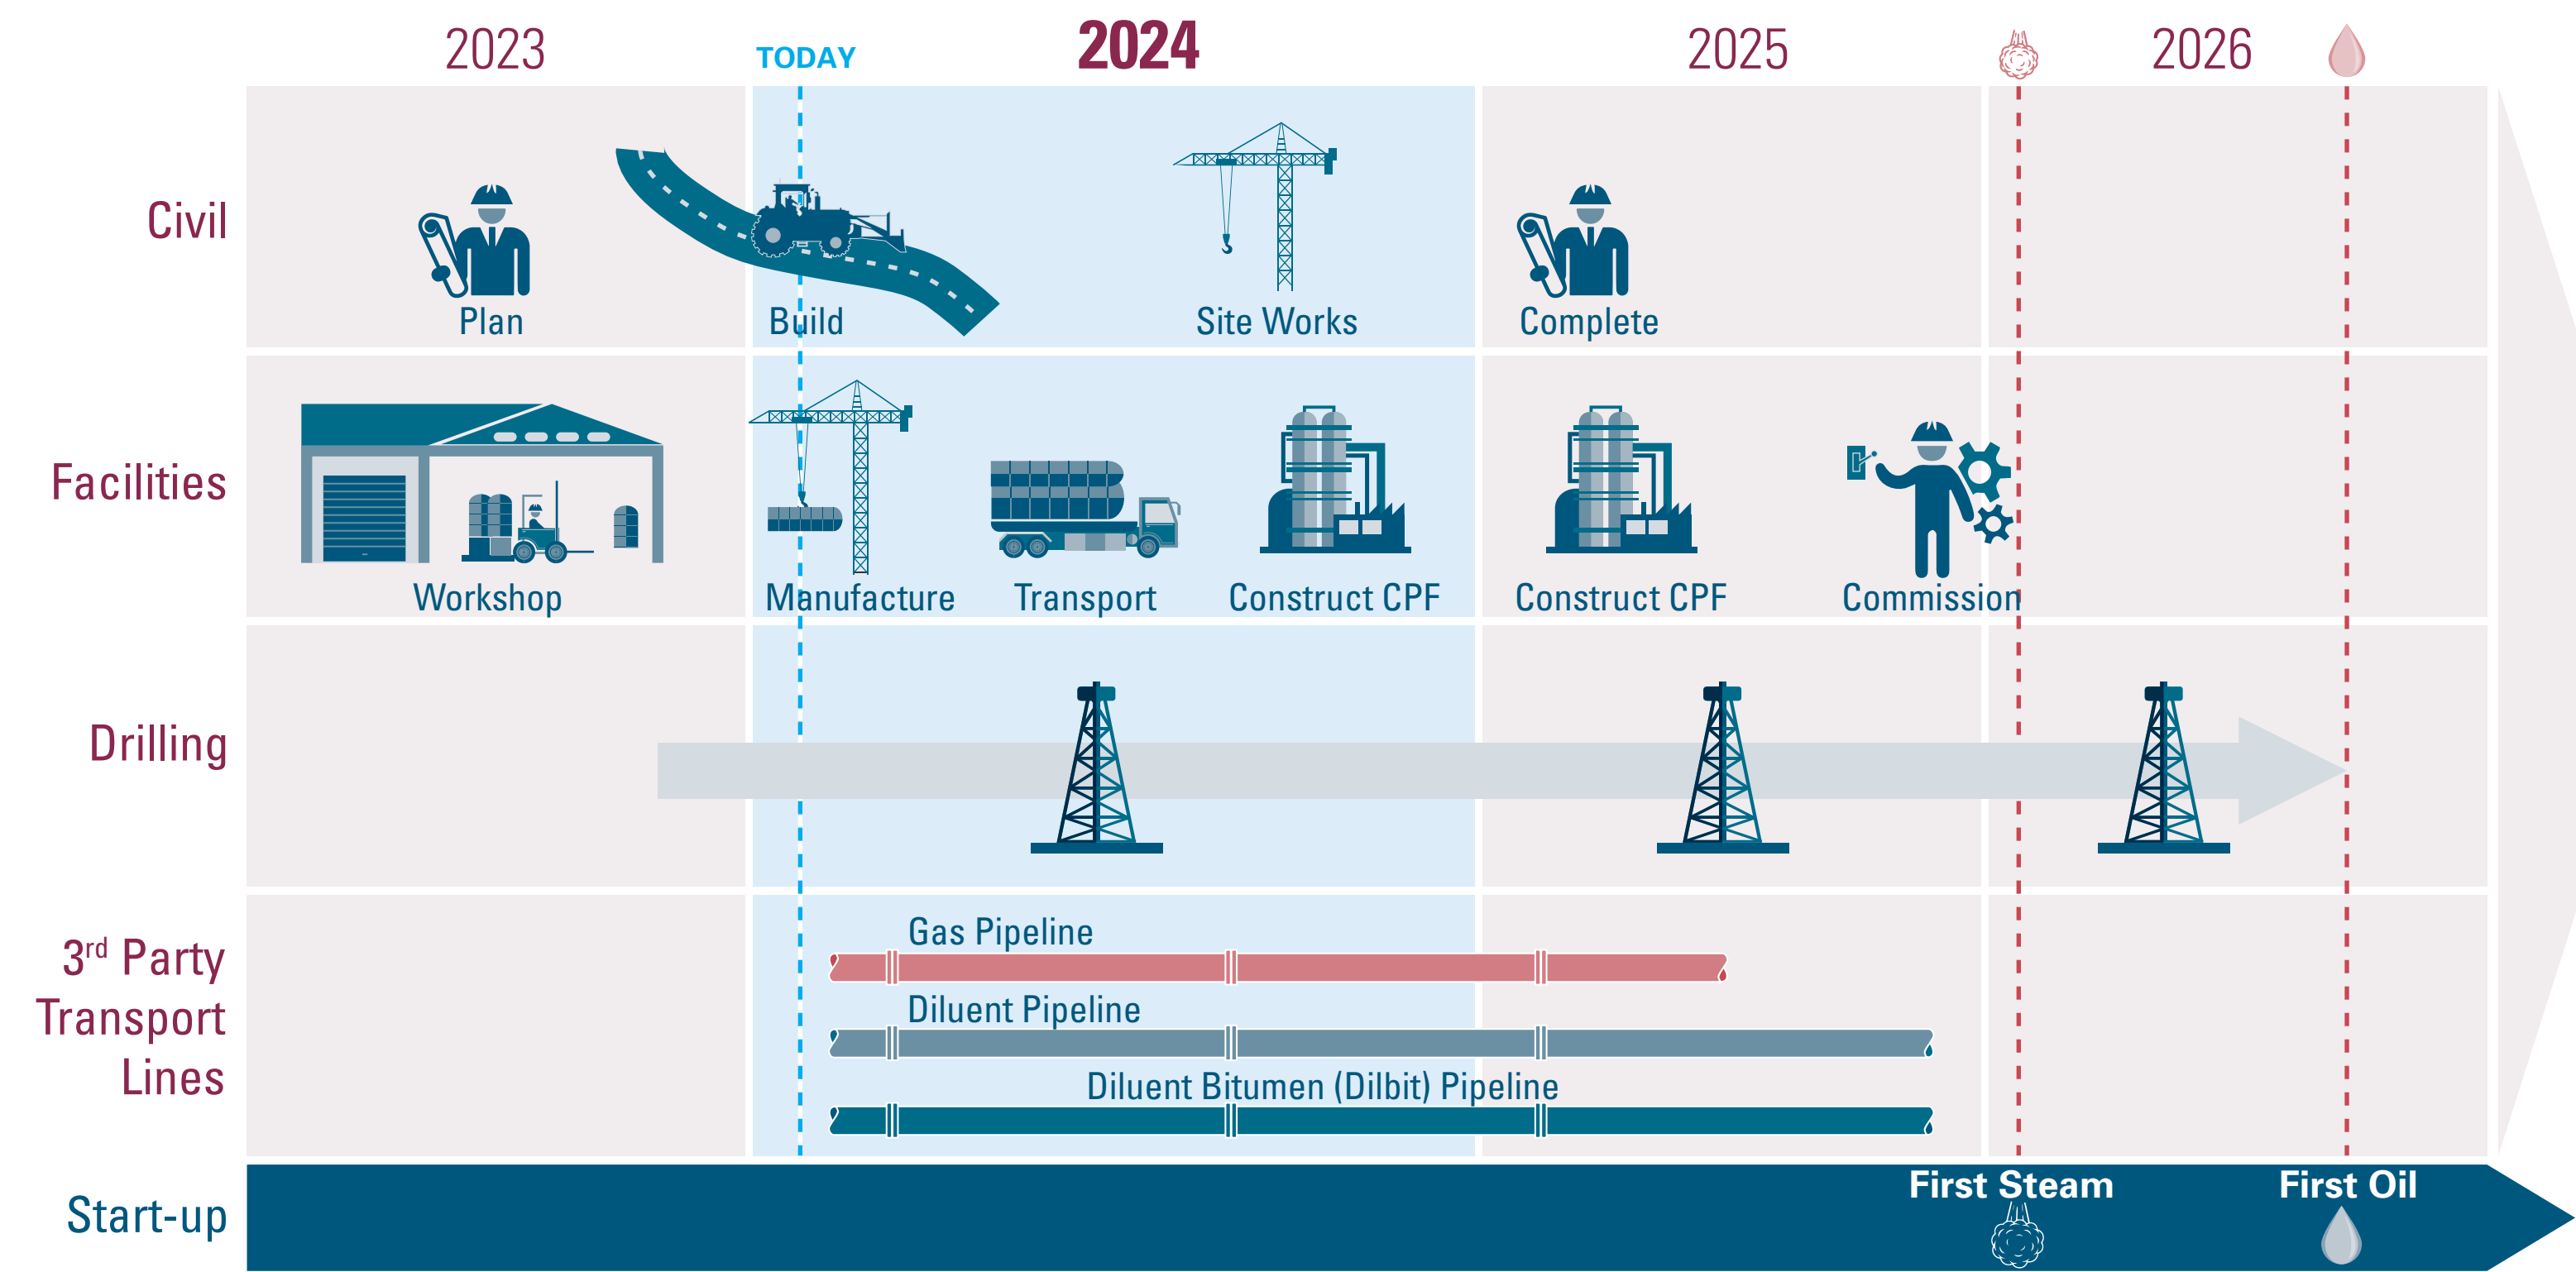 2023
TODAY
2024
2025
2026
Civil
Plan
Build
Site Works
Complete
Facilities
Workshop
Manufacture
Transport
Construct CPF
Construct CPF
Commission
Drilling
3rd Party
Transport
Lines
Gas Pipeline
Diluent Pipeline
Diluent Bitumen (Dilbit) Pipeline
Start-up
First Steam
First Oil